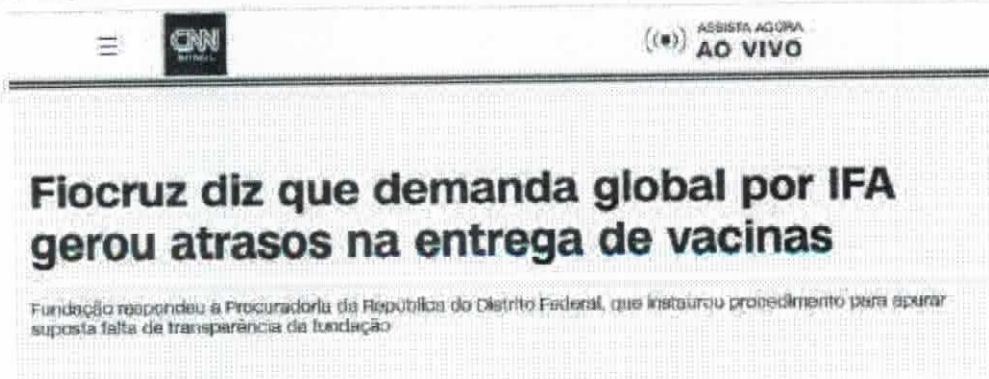 CNN
BRASIL
ASSISTA AGORA
AO VIVO
Fiocruz diz que demanda global por IFA
gerou atrasos na entrega de vacinas
Fundação respondeu à Procuradoria da República do Distrito Federal, que instaurou procedimento para apurar
suposta falta de transparência da fundação